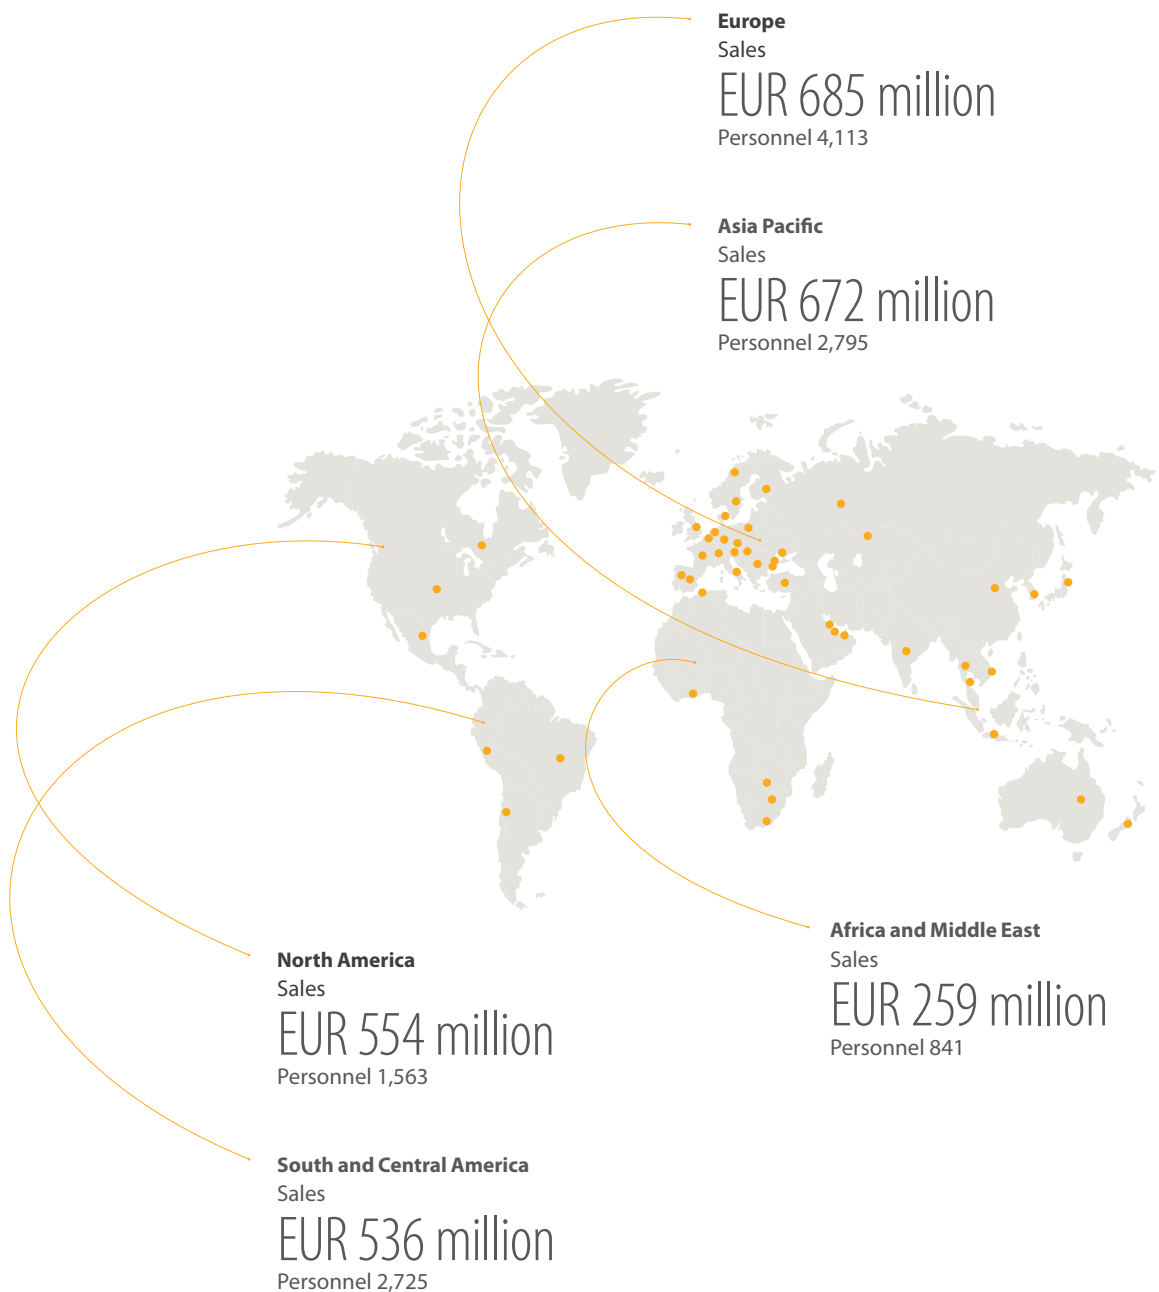 Europe
Sales
EUR 685 million
Personnel 4,113
Asia Pacific
Sales
EUR 672 million
Personnel 2,795
North America
Sales
EUR 554 million
Personnel 1,563
South and Central America
Sales
EUR 536 million
Personnel 2,725
Africa and Middle East
Sales
EUR 259 million
Personnel 841